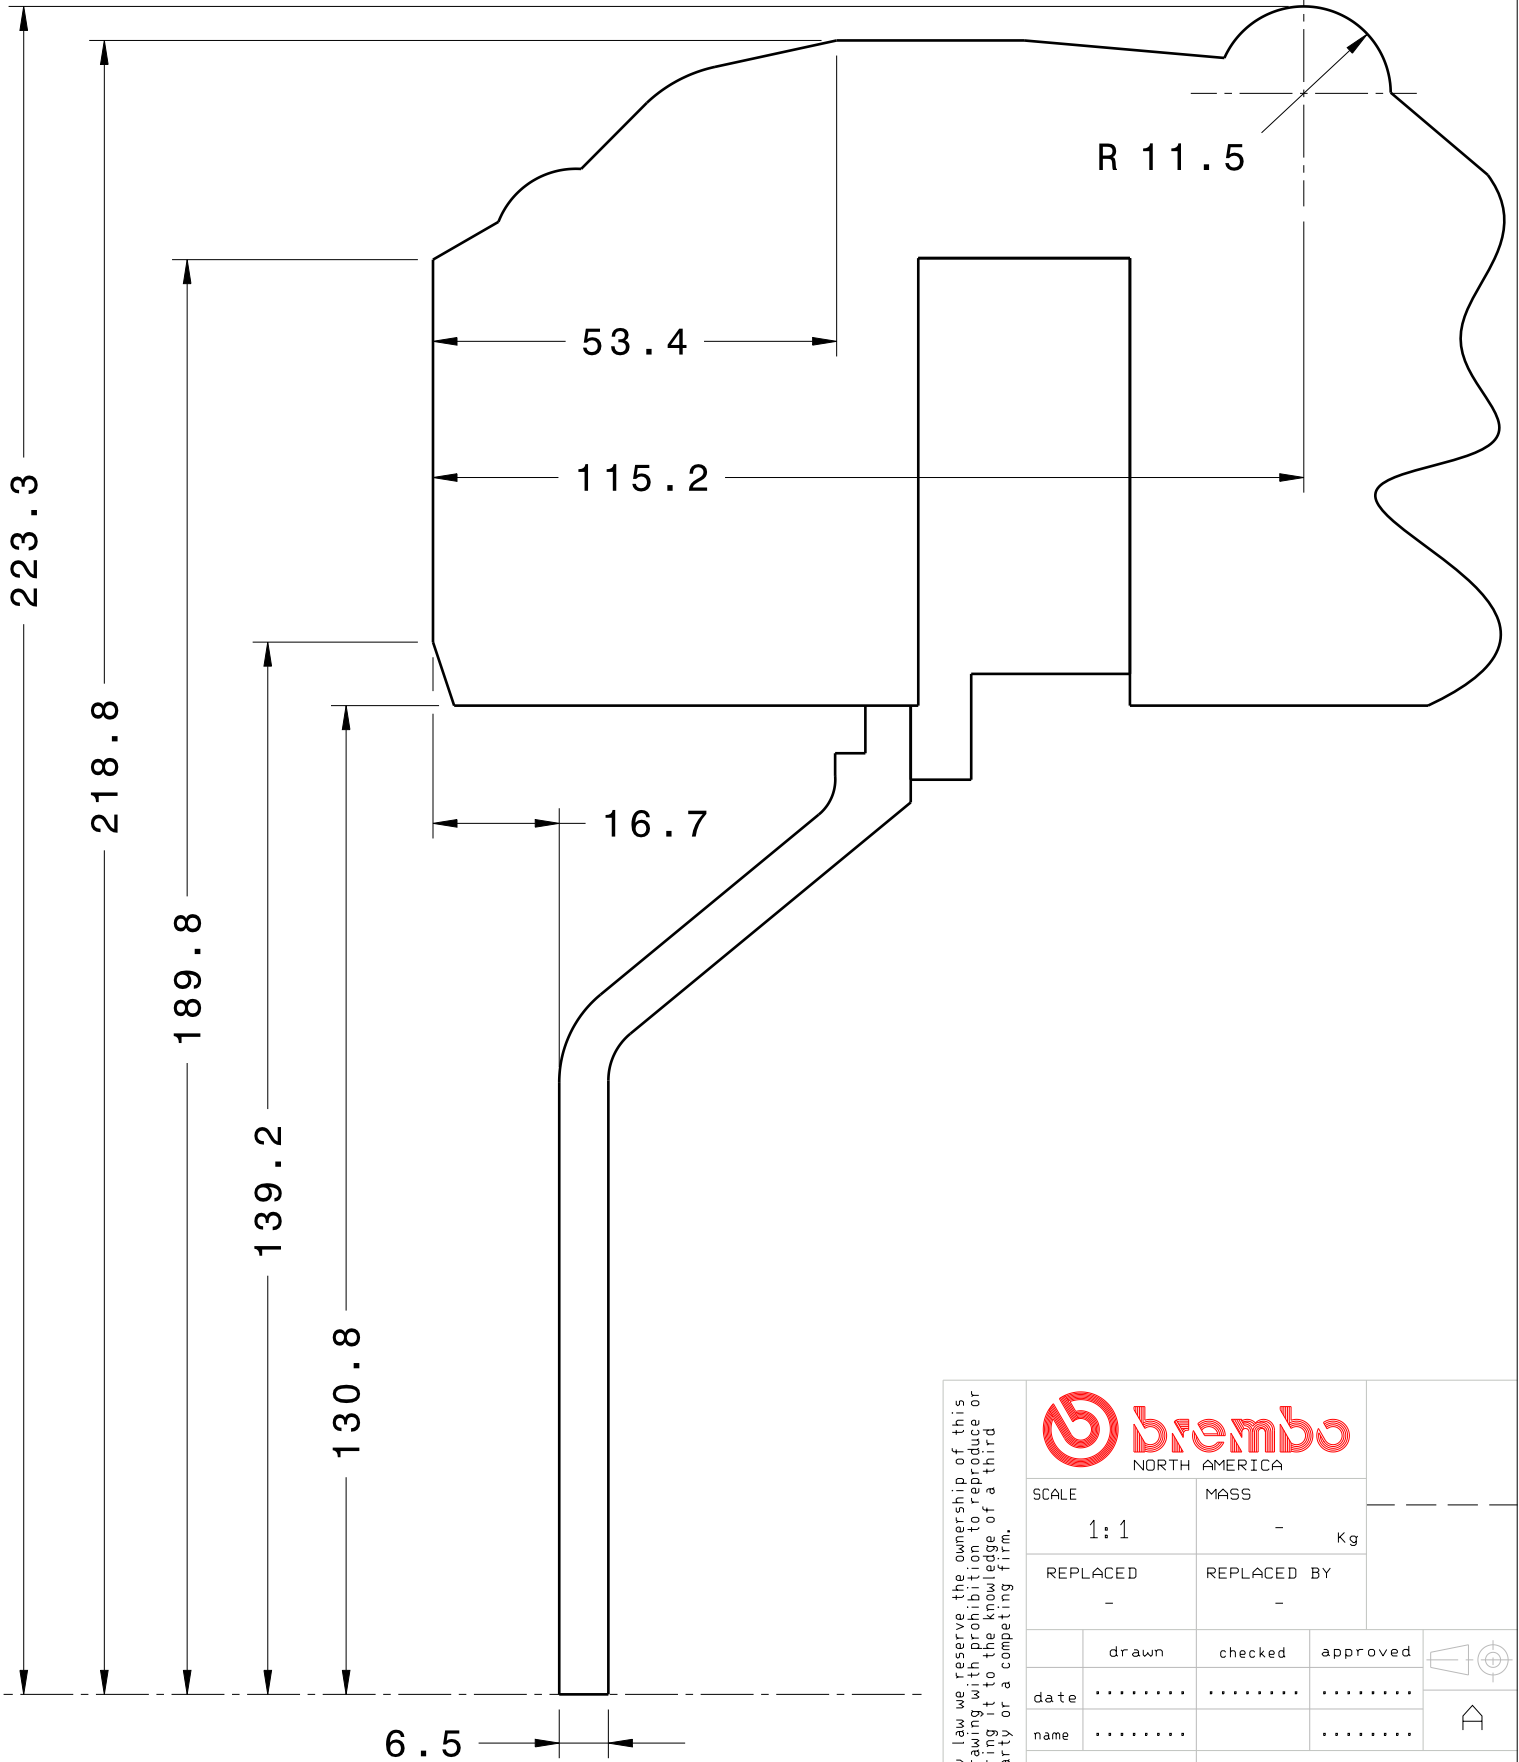 R 11.5
53.4
115.2
223.3
218.8
16.7
189.8
139.2
130.8
6.5
law we reserve the ownership of this
with prohibition to reproduce or
it to the knowledge of a third
or a competing firm.
brembo
NORTH AMERICA
SCALE
MASS
1:1
-
Kg
REPLACED
REPLACED BY
-
-
drawn
checked
approved
date
........
........
........
name
........
........
A